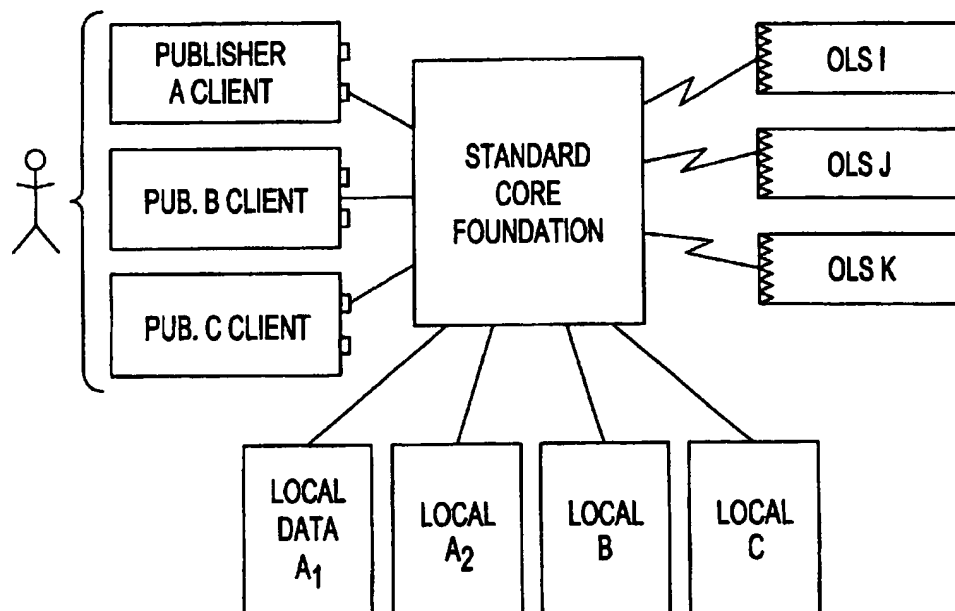 PUBLISHER
A CLIENT
PUB. B CLIENT
PUB. C CLIENT
STANDARD
CORE
FOUNDATION
OLS I
OLS J
OLS K
LOCAL
DATA
A1
LOCAL
A2
LOCAL
B
LOCAL
C